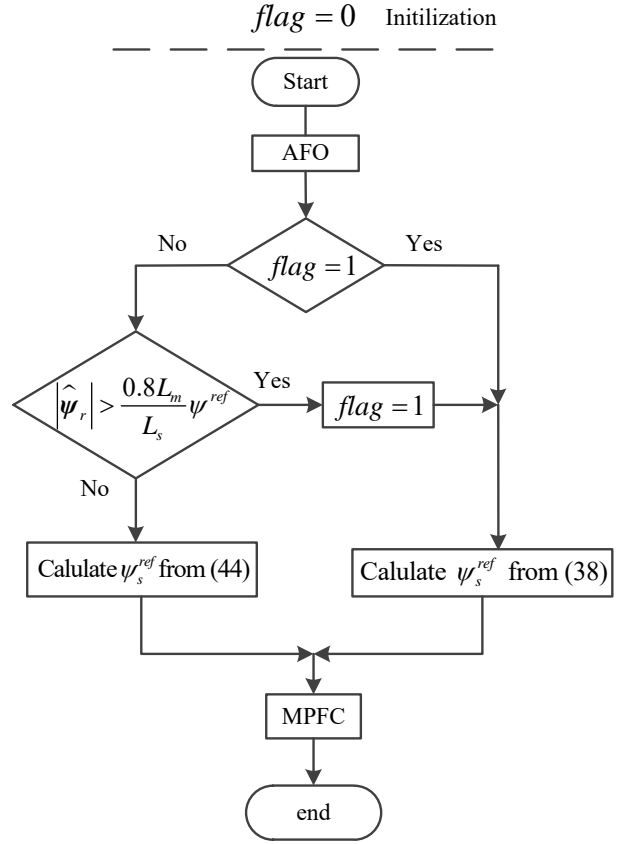 flag = 0 Initilization
Start
AFO
No
Yes
flag = 1
|ψ̂_r| > \frac{0.8L_m}{L_s} ψ^{ref}
Yes
flag = 1
No
Calulate ψ_s^{ref} from (44)
Calulate ψ_s^{ref} from (38)
MPFC
end